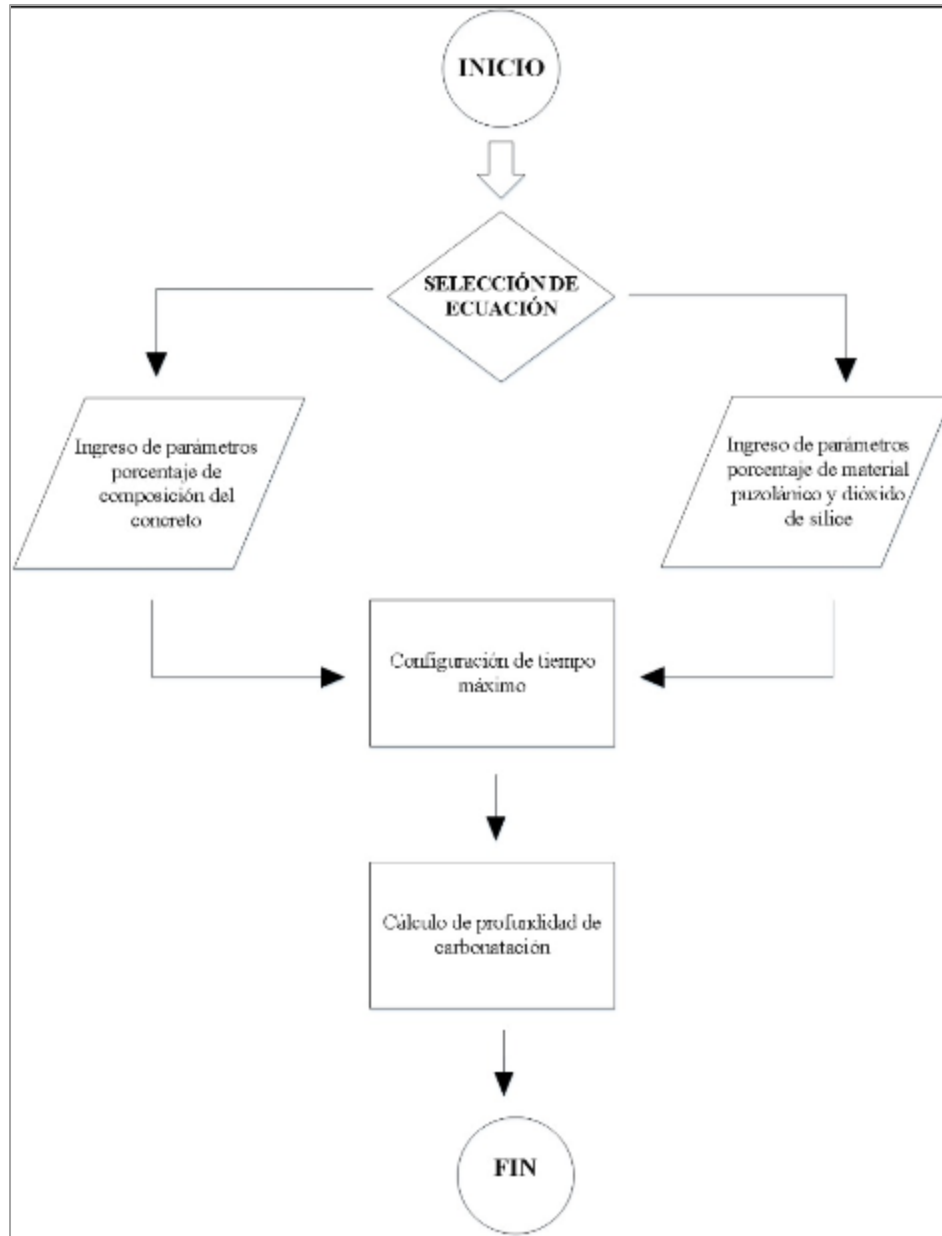 INICIO
SELECCIÓN DE
ECUACIÓN
Ingreso de parámetros
porcentaje de
composición del
concreto
Ingreso de parámetros
porcentaje de material
puzolánico y dióxido
de sílice
Configuración de tiempo
máximo
Cálculo de profundidad de
carbonatación
FIN